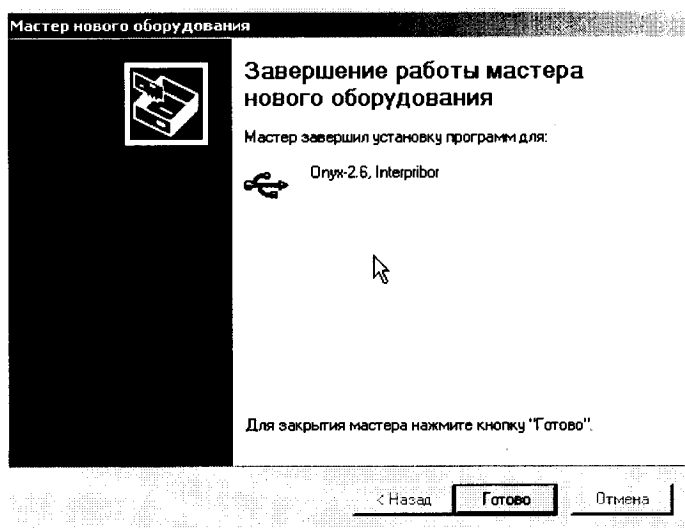 Мастер нового оборудования
Завершение работы мастера
нового оборудования
Мастер завершил установку программ для:
Onyx-2.6, Interpribor
Для закрытия мастера нажмите кнопку "Готово".
< Назад
Готово
Отмена